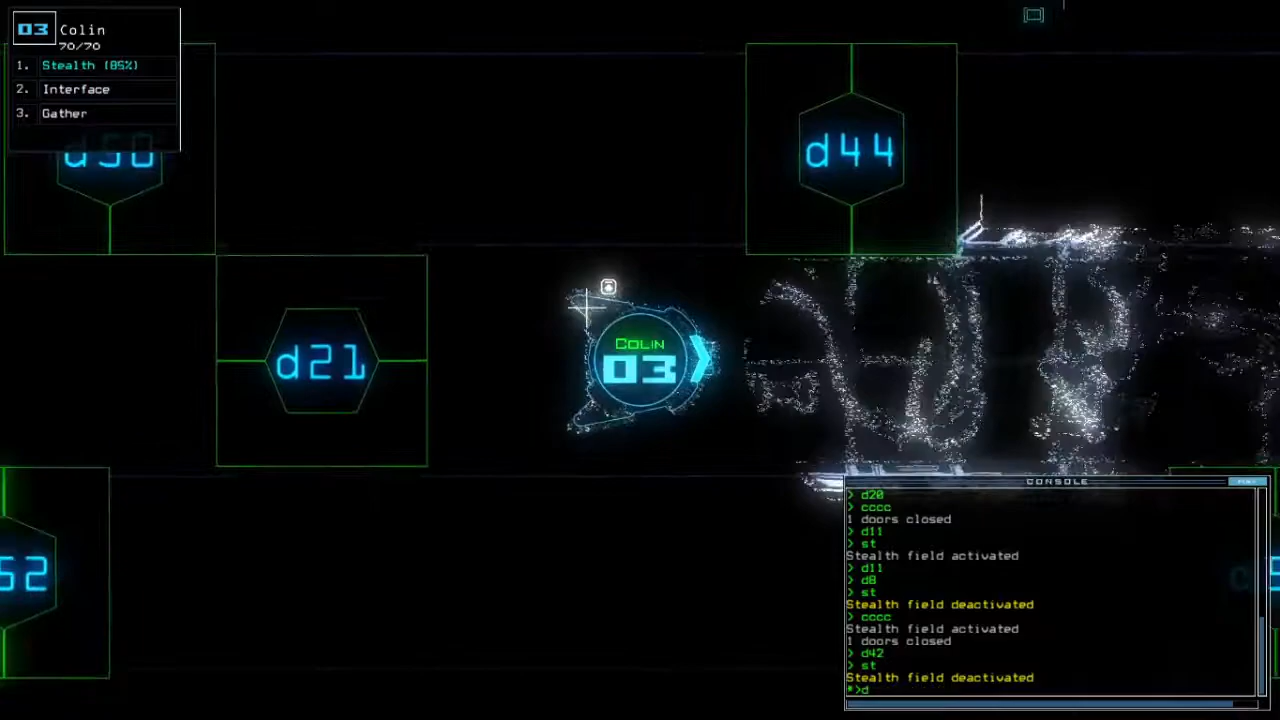 03 Colin
70/70
1. Stealth (85%)
2. Interface
3. Gather
d50
d44
d21
Colin
03
52
CONSOLE
> d20
> cccc
1 doors closed
> d11
> st
Stealth field activated
> d11
> d8
> st
Stealth field deactivated
> cccc
Stealth field activated
1 doors closed
> d42
> st
Stealth field deactivated
*>d